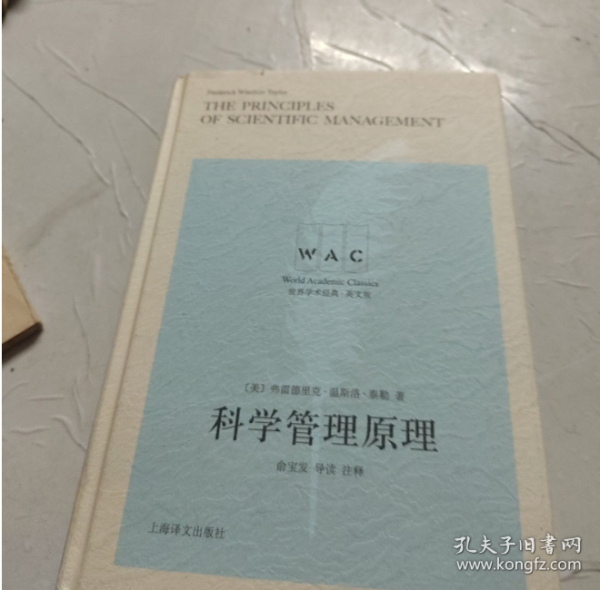 Frederick Winslow Taylor
THE PRINCIPLES
OF SCIENTIFIC MANAGEMENT
WAC
World Academic Classics
世界学术经典·英文版
〔美〕弗雷德里克·温斯洛·泰勒 著
科学管理原理
俞宝发 导读 注释
上海译文出版社
孔夫子旧书网
www.kongfz.com